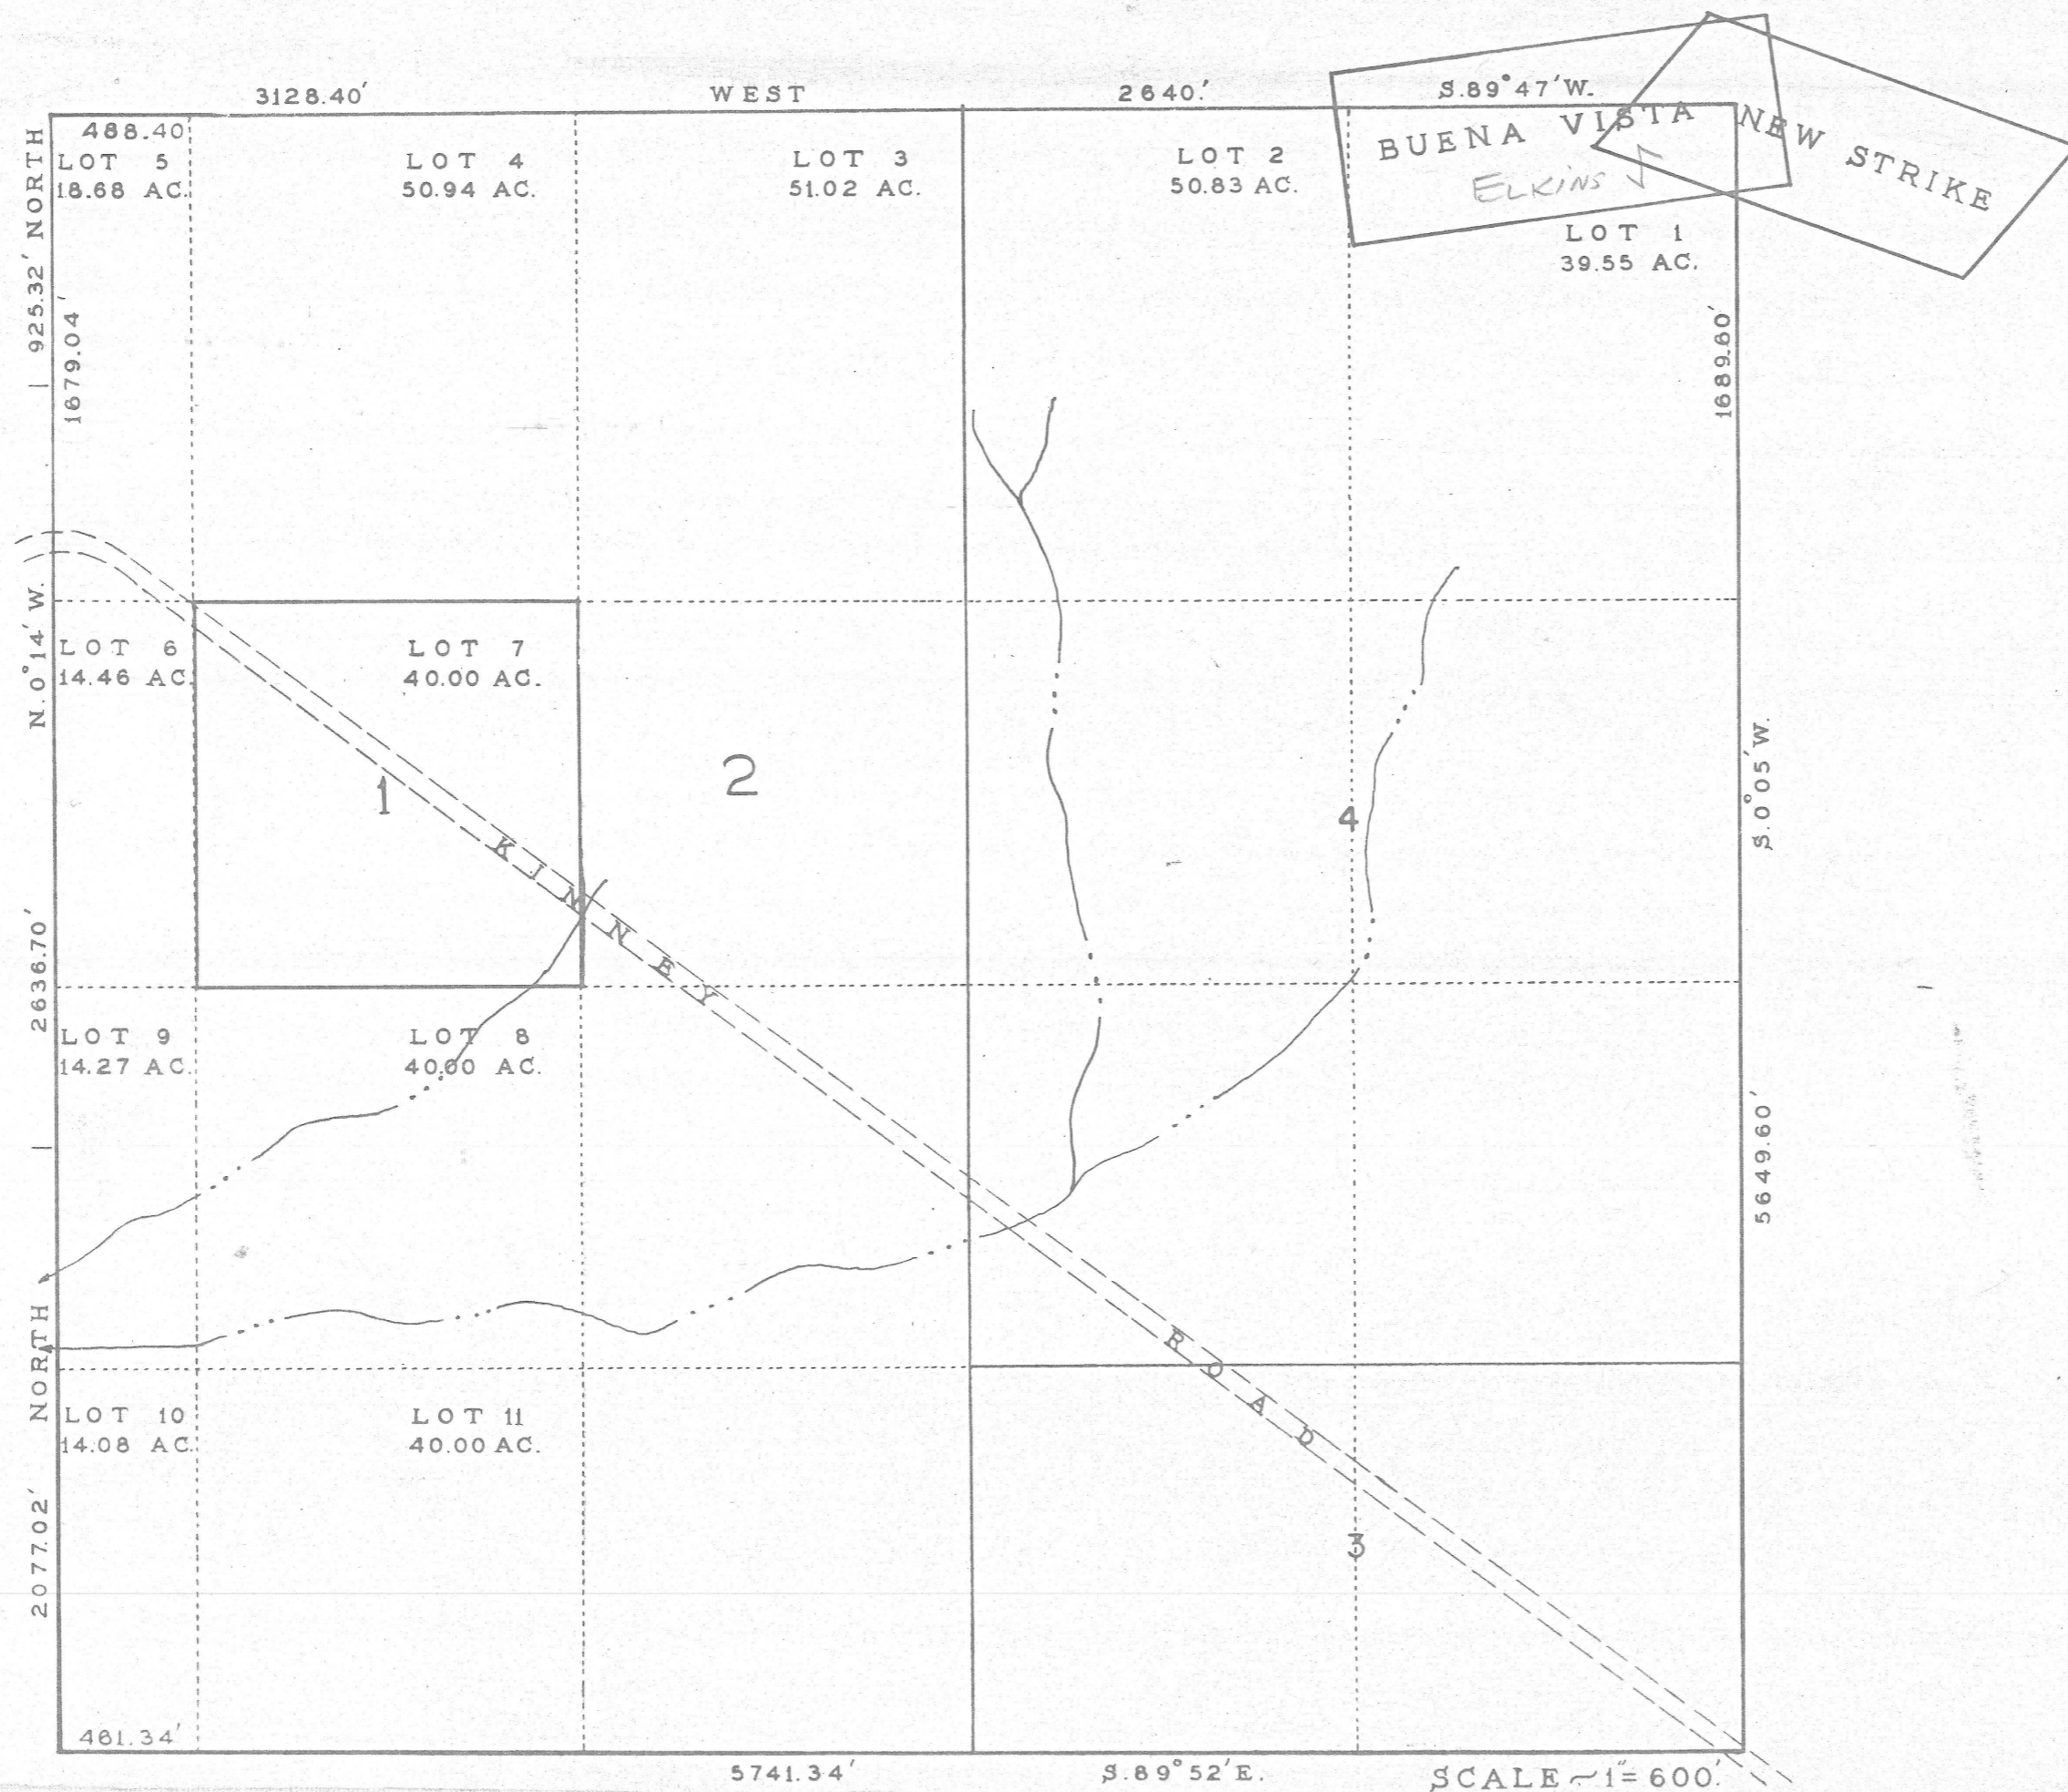 3128.40' WEST 2640.' S.89°47'W.
488.40
LOT 5
18.68 AC.
LOT 4
50.94 AC.
LOT 3
51.02 AC.
LOT 2
50.83 AC.
BUENA VISTA
ELKINS
NEW STRIKE
LOT 1
39.55 AC.
925.32' NORTH
1679.04'
1689.60'
N.0°14'W.
LOT 6
14.46 AC.
LOT 7
40.00 AC.
1
2
4
S.0°05'W.
KINNEY
2636.70'
LOT 9
14.27 AC.
LOT 8
40.00 AC.
5649.60'
NORTH
ROAD
LOT 10
14.08 AC.
LOT 11
40.00 AC.
3
2077.02'
461.34'
5741.34' S.89°52'E. SCALE ~ 1"= 600.'